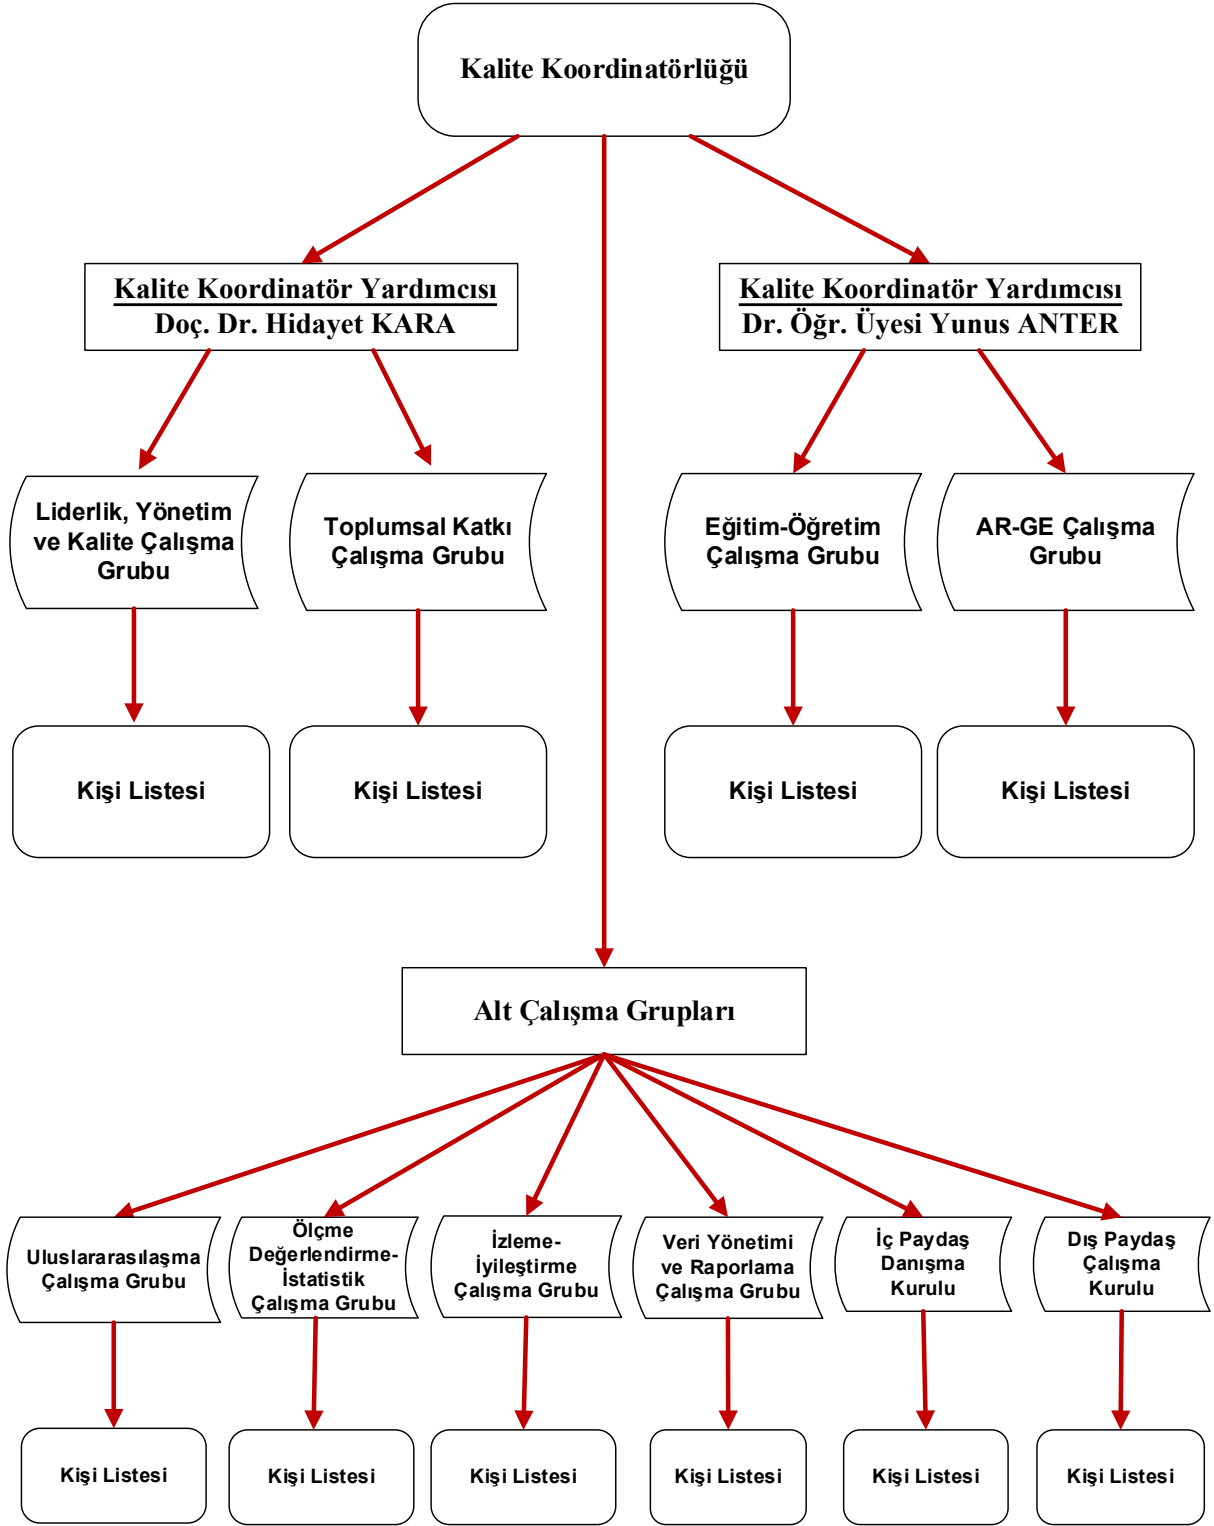 Kalite Koordinatörlüğü
Kalite Koordinatör Yardımcısı
Doç. Dr. Hidayet KARA
Kalite Koordinatör Yardımcısı
Dr. Öğr. Üyesi Yunus ANTER
Liderlik, Yönetim
ve Kalite Çalışma
Grubu
Toplumsal Katkı
Çalışma Grubu
Eğitim-Öğretim
Çalışma Grubu
AR-GE Çalışma
Grubu
Kişi Listesi
Kişi Listesi
Kişi Listesi
Kişi Listesi
Alt Çalışma Grupları
Uluslararasılaşma
Çalışma Grubu
Ölçme
Değerlendirme-
İstatistik
Çalışma Grubu
İzleme-
İyileştirme
Çalışma Grubu
Veri Yönetimi
ve Raporlama
Çalışma Grubu
İç Paydaş
Danışma
Kurulu
Dış Paydaş
Çalışma
Kurulu
Kişi Listesi
Kişi Listesi
Kişi Listesi
Kişi Listesi
Kişi Listesi
Kişi Listesi